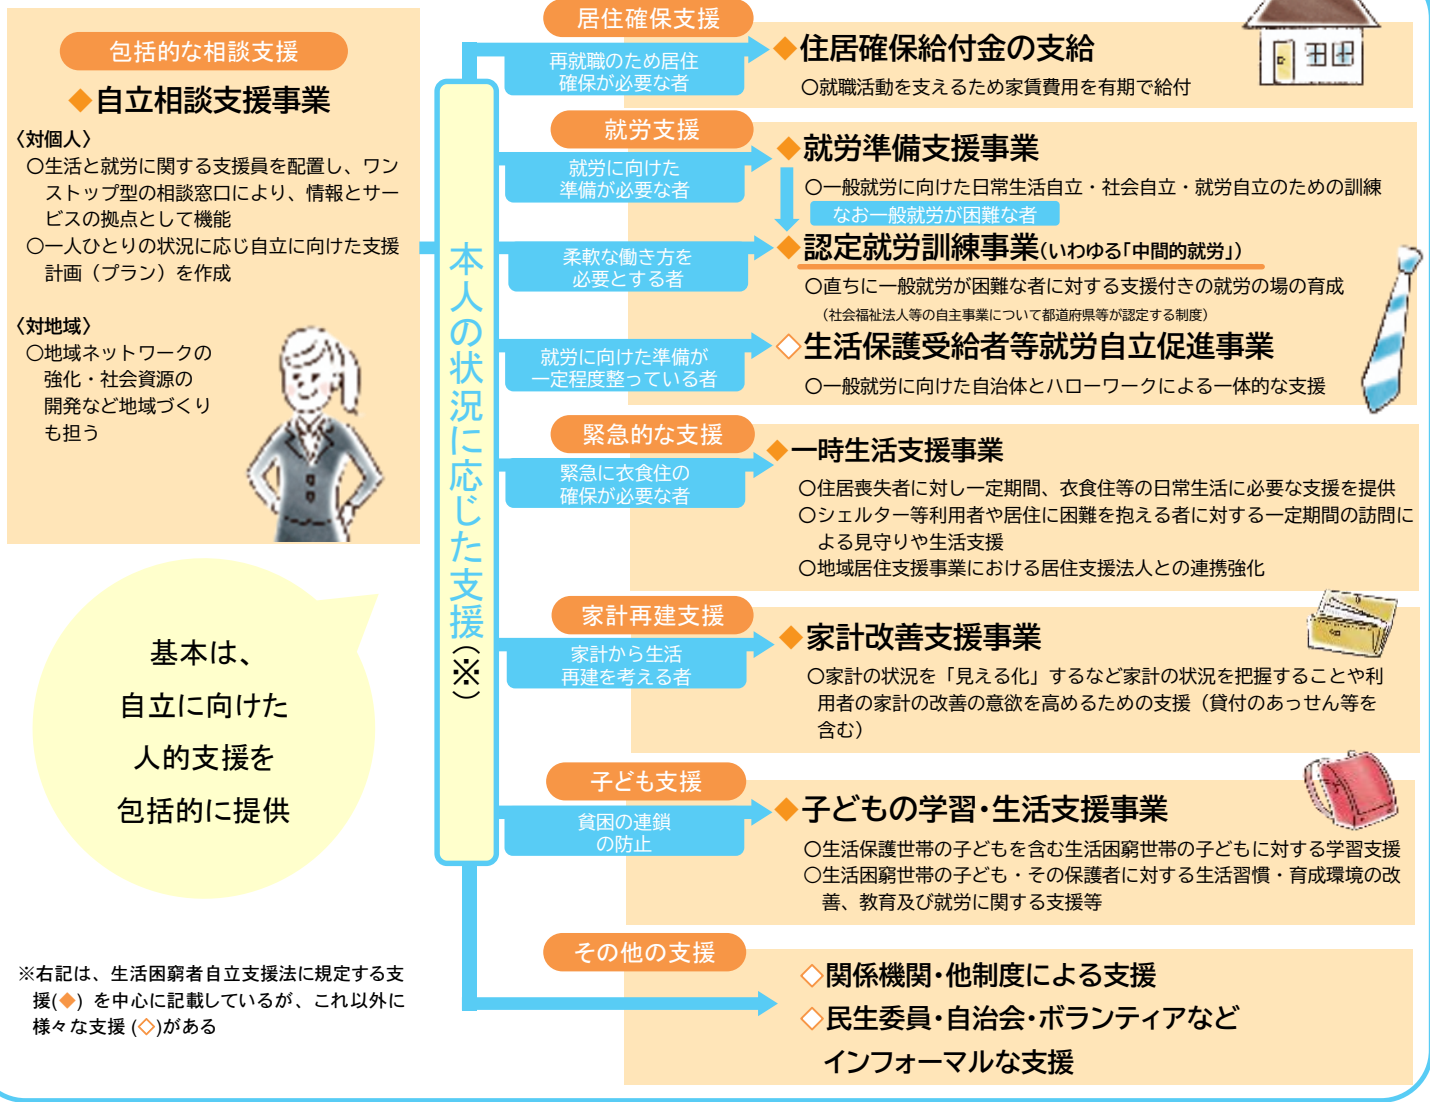 包括的な相談支援
◆自立相談支援事業
〈対個人〉
〇生活と就労に関する支援員を配置し、ワン
ストップ型の相談窓口により、情報とサー
ビスの拠点として機能
〇一人ひとりの状況に応じ自立に向けた支援
計画（プラン）を作成
〈対地域〉
〇地域ネットワークの
強化・社会資源の
開発など地域づくり
も担う
基本は、
自立に向けた
人的支援を
包括的に提供
※右記は、生活困窮者自立支援法に規定する支
援(◆) を中心に記載しているが、これ以外に
様々な支援 (◇)がある
本人の状況に応じた支援（※）
居住確保支援
再就職のため居住
確保が必要な者
◆住居確保給付金の支給
〇就職活動を支えるため家賃費用を有期で給付
就労支援
就労に向けた
準備が必要な者
◆就労準備支援事業
〇一般就労に向けた日常生活自立・社会自立・就労自立のための訓練
なお一般就労が困難な者
柔軟な働き方を
必要とする者
◆認定就労訓練事業(いわゆる「中間的就労」)
〇直ちに一般就労が困難な者に対する支援付きの就労の場の育成
（社会福祉法人等の自主事業について都道府県等が認定する制度）
就労に向けた準備が
一定程度整っている者
◇生活保護受給者等就労自立促進事業
〇一般就労に向けた自治体とハローワークによる一体的な支援
緊急的な支援
緊急に衣食住の
確保が必要な者
◆一時生活支援事業
〇住居喪失者に対し一定期間、衣食住等の日常生活に必要な支援を提供
〇シェルター等利用者や居住に困難を抱える者に対する一定期間の訪問に
よる見守りや生活支援
〇地域居住支援事業における居住支援法人との連携強化
家計再建支援
家計から生活
再建を考える者
◆家計改善支援事業
〇家計の状況を「見える化」するなど家計の状況を把握することや利
用者の家計の改善の意欲を高めるための支援（貸付のあっせん等を
含む）
子ども支援
貧困の連鎖
の防止
◆子どもの学習・生活支援事業
〇生活保護世帯の子どもを含む生活困窮世帯の子どもに対する学習支援
〇生活困窮世帯の子ども・その保護者に対する生活習慣・育成環境の改
善、教育及び就労に関する支援等
その他の支援
◇関係機関・他制度による支援
◇民生委員・自治会・ボランティアなど
インフォーマルな支援